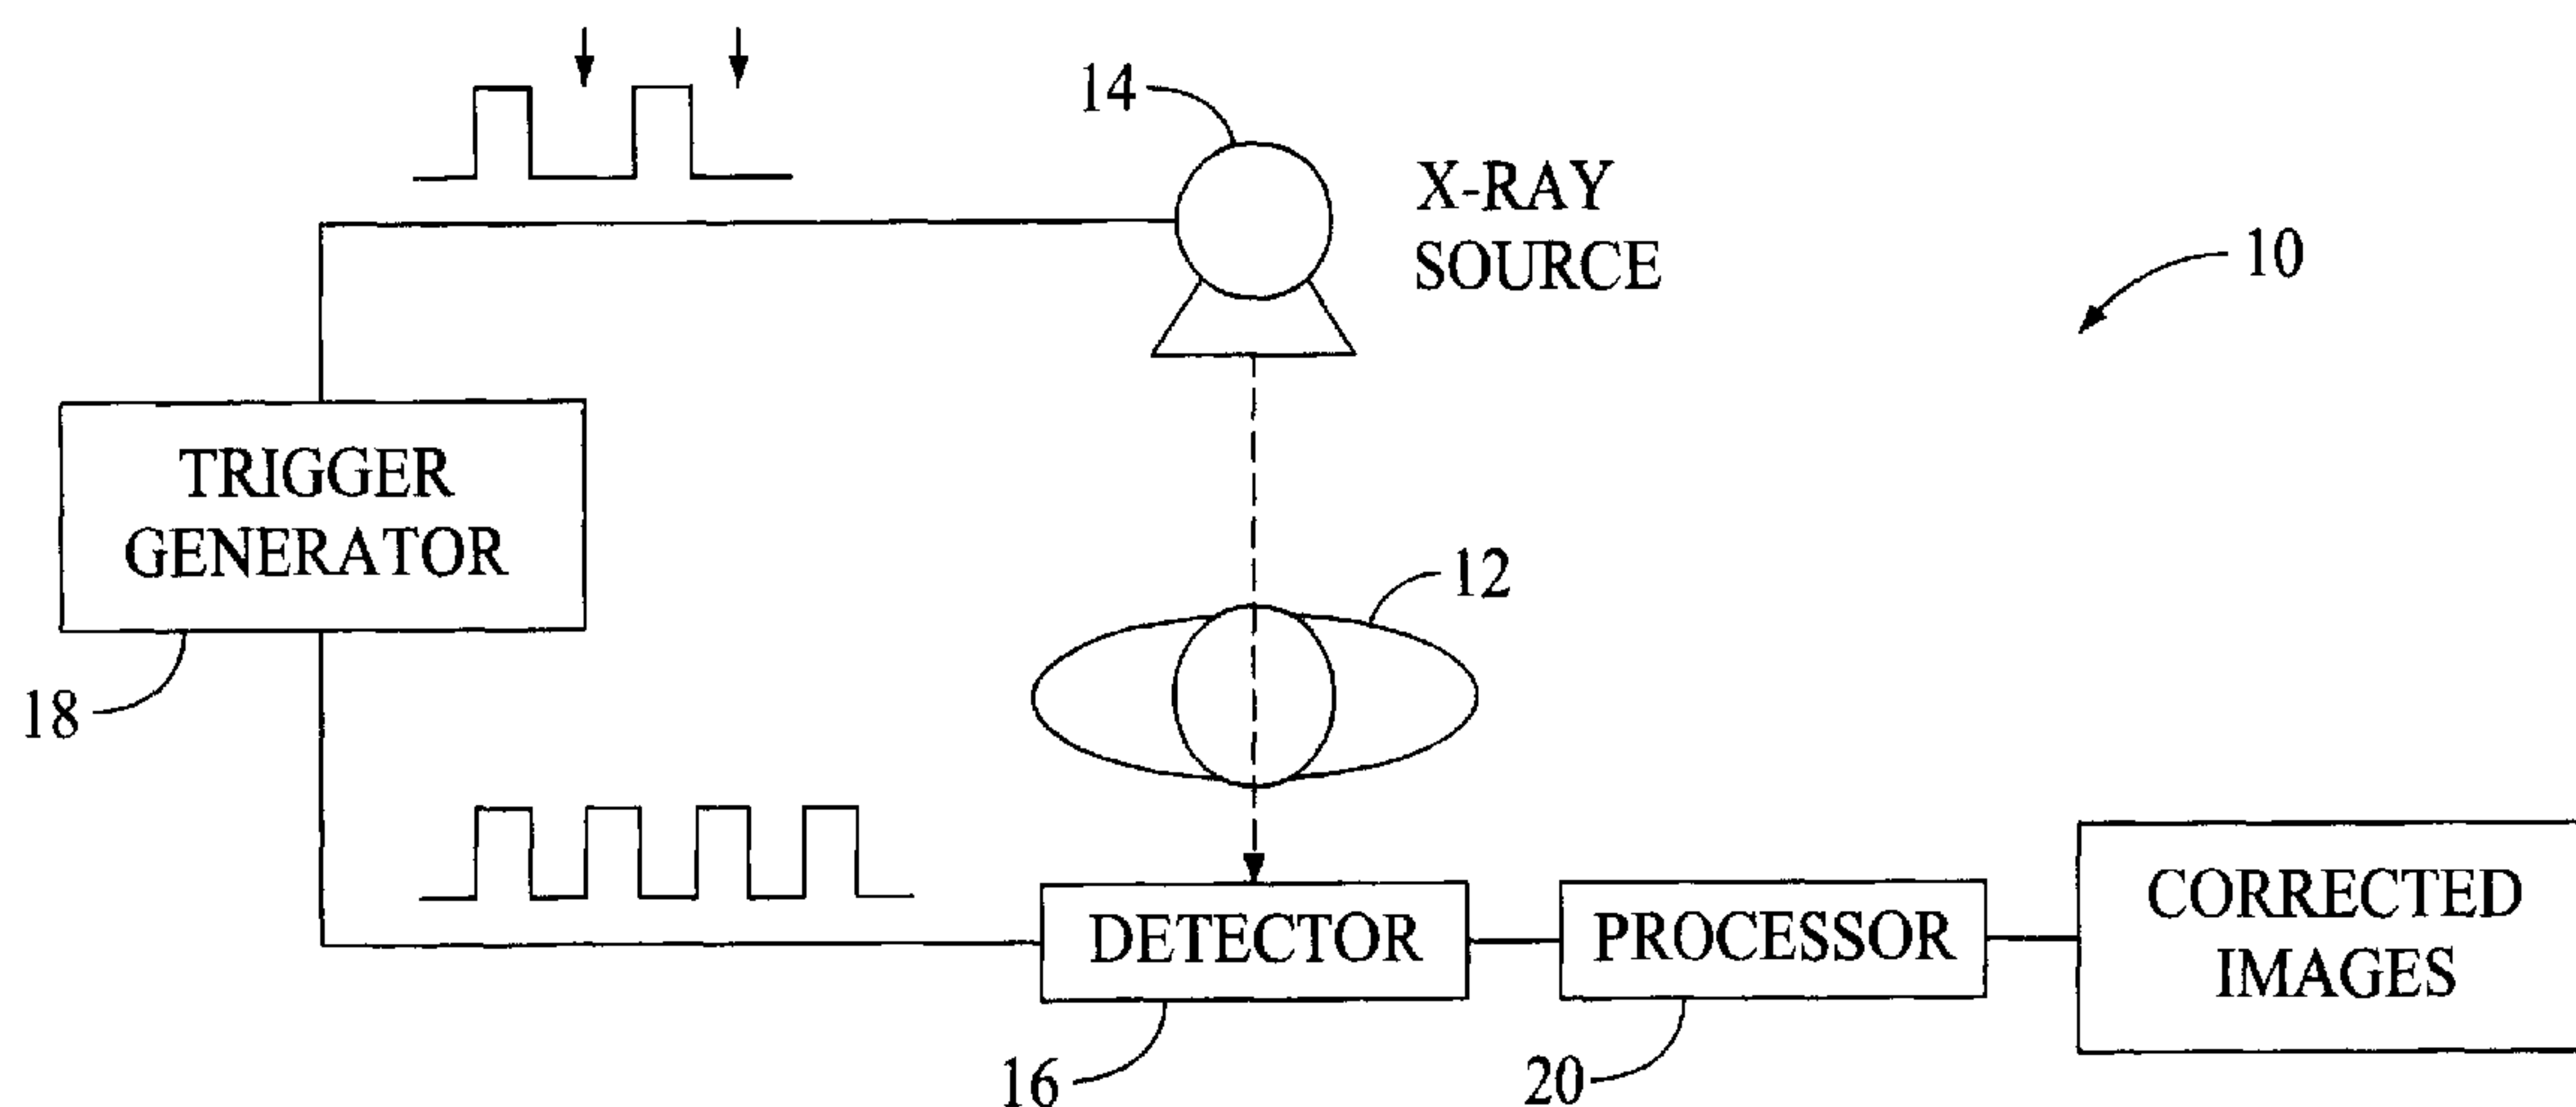 14
X-RAY
SOURCE
10
TRIGGER
GENERATOR
12
18
DETECTOR
PROCESSOR
CORRECTED
IMAGES
16
20